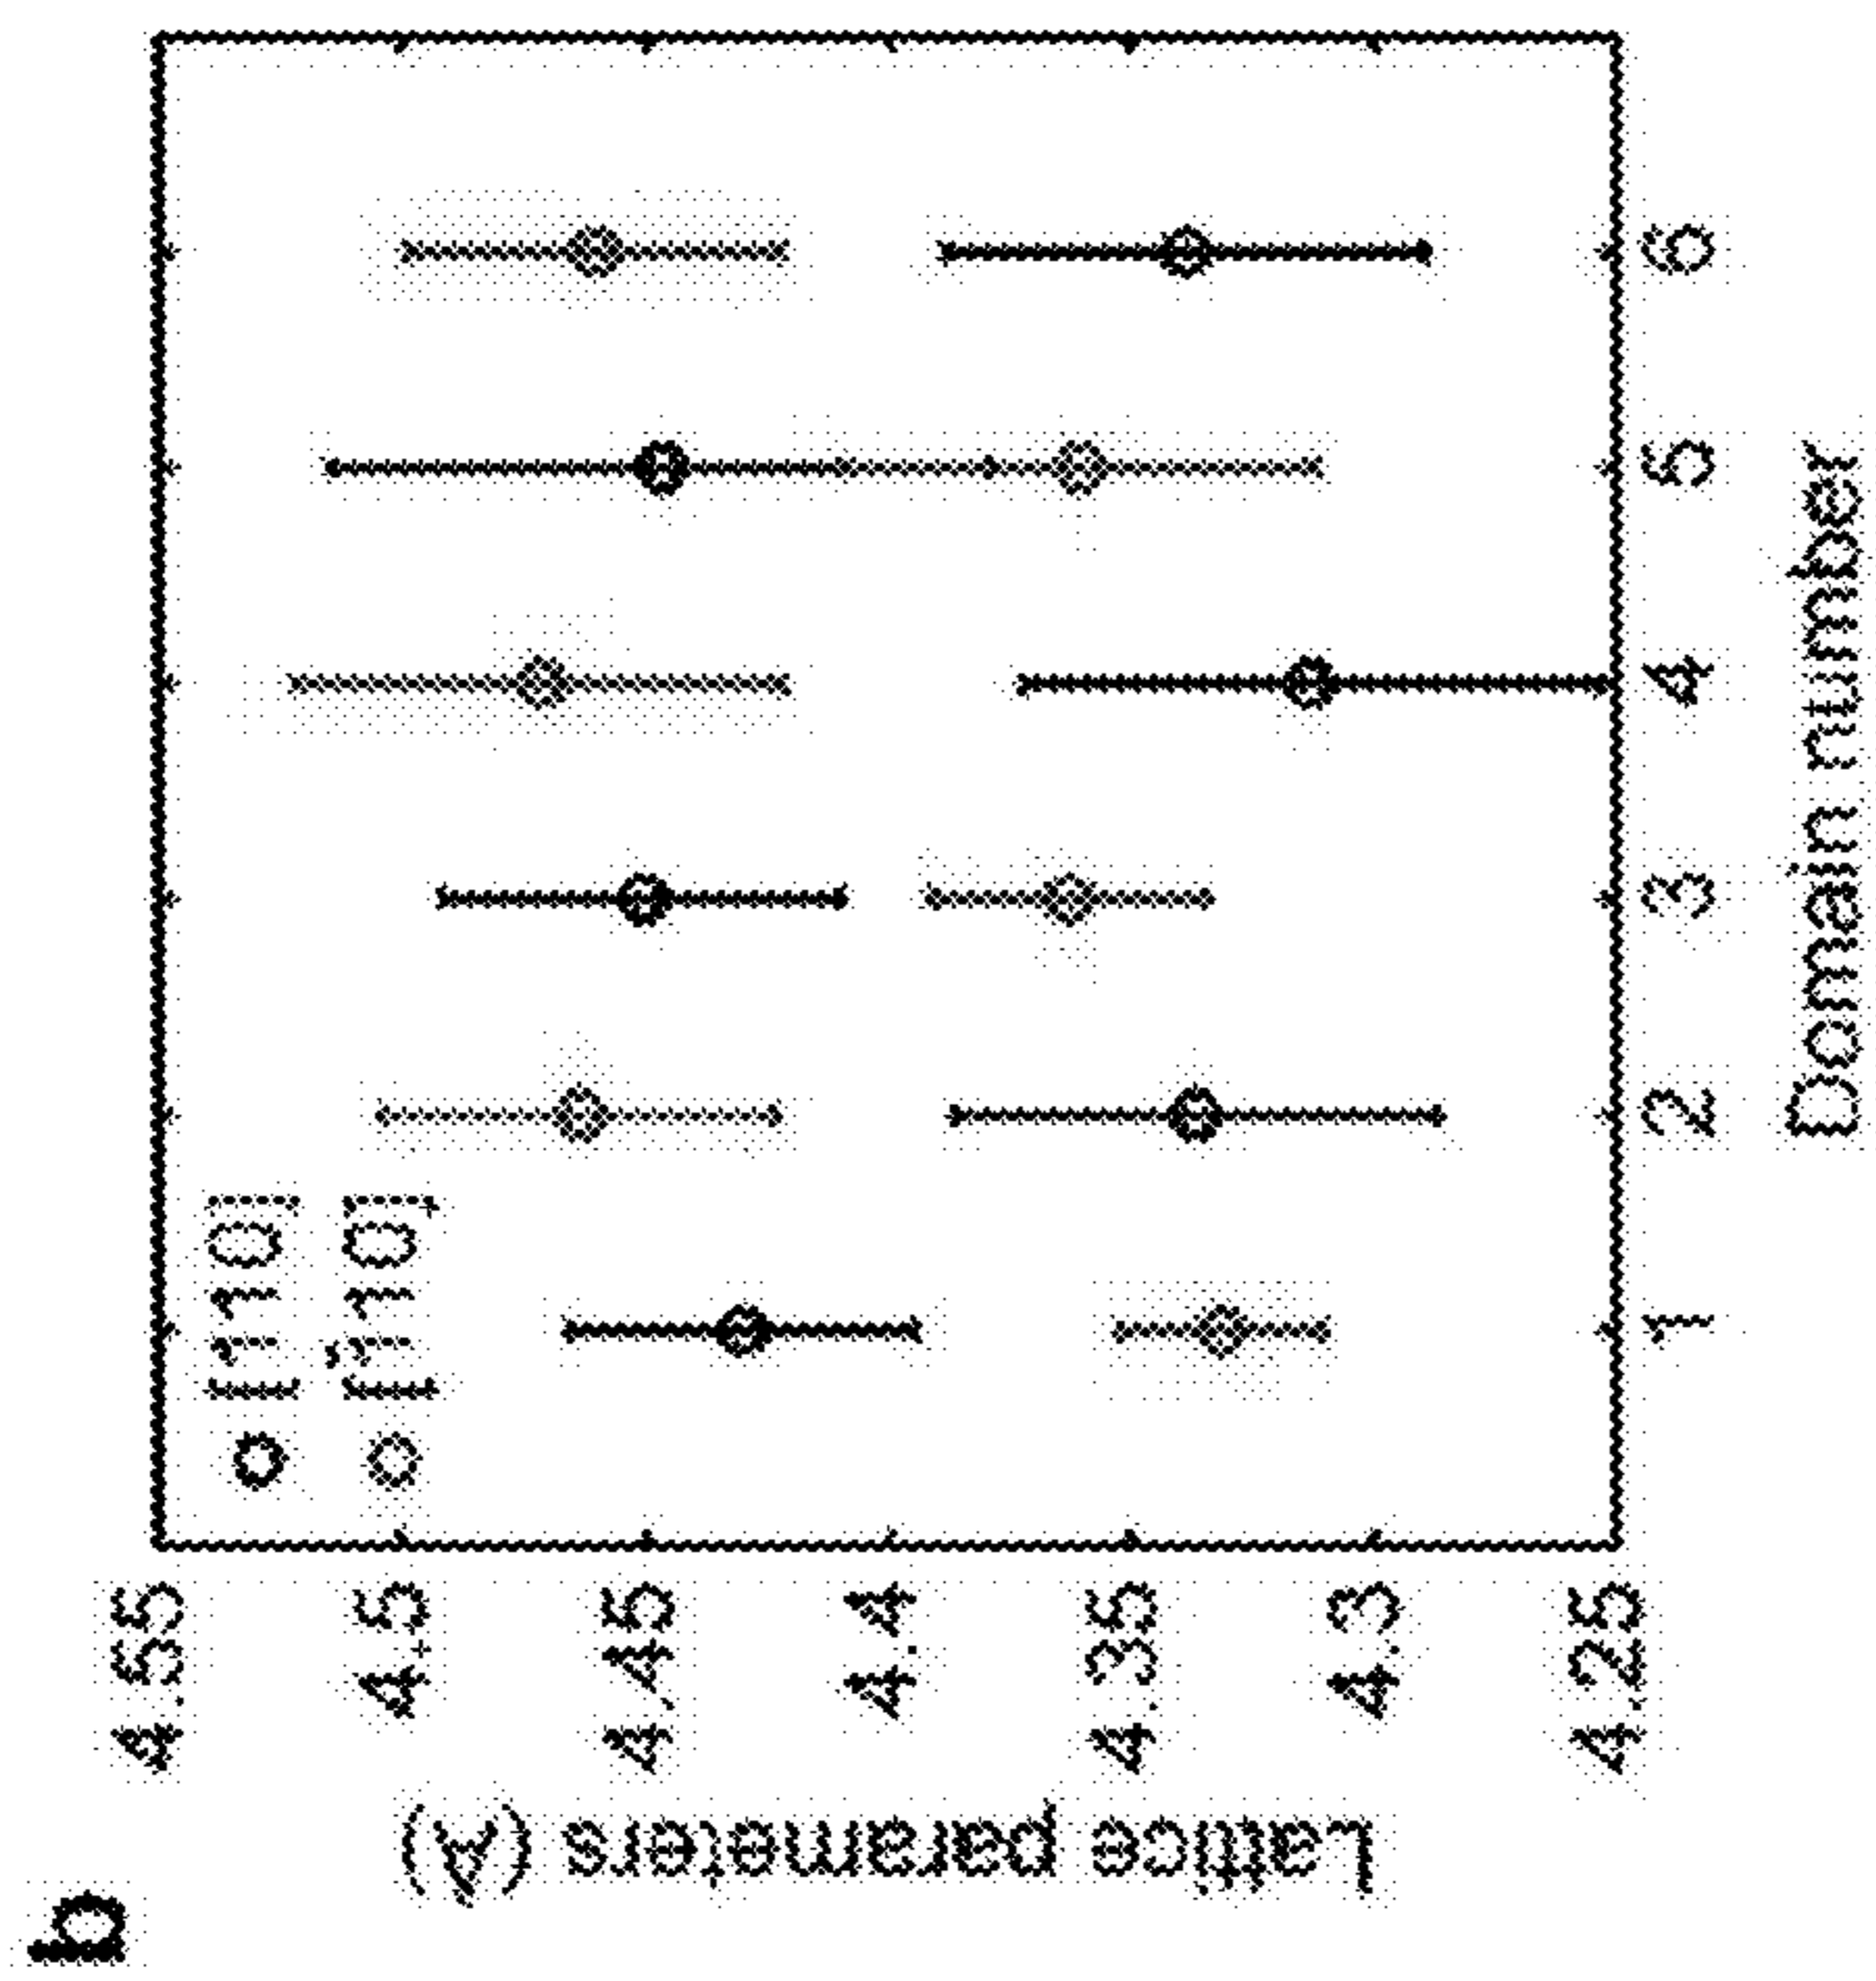 b
Lattice parameters (Å)
4.55
4.5
4.45
4.4
4.35
4.3
4.25
[110]
[1̄10]
1 2 3 4 5 6
Domain number